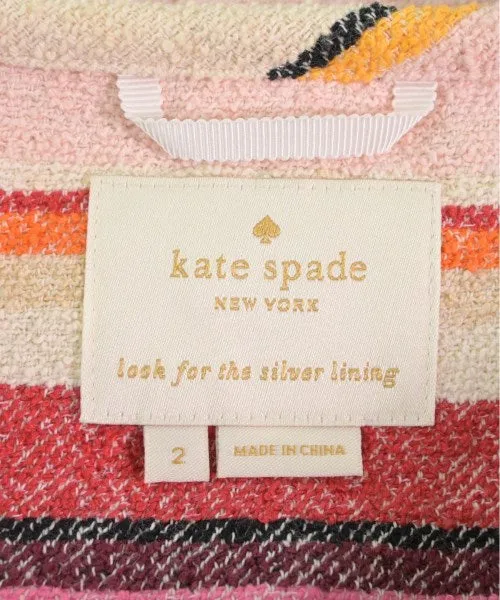 kate spade
NEW YORK
look for the silver lining
2
MADE IN CHINA